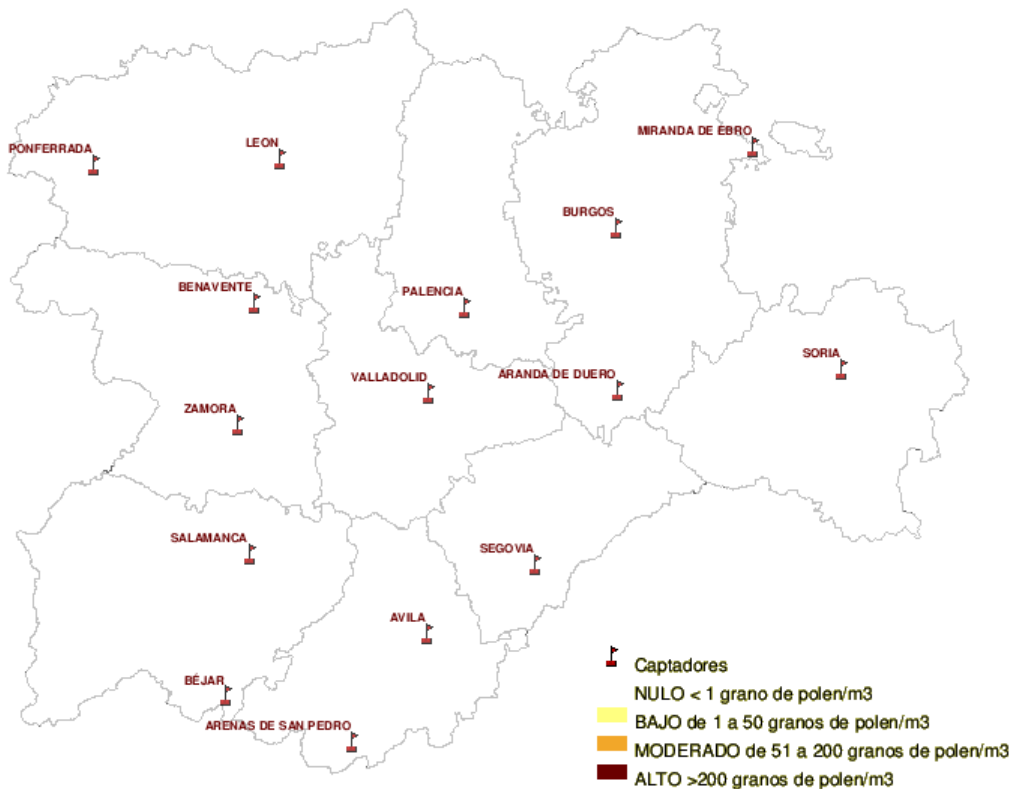 MIRANDA DE EBRO
PONFERRADA
LEON
BURGOS
BENAVENTE
PALENCIA
SORIA
VALLADOLID
ARANDA DE DUERO
ZAMORA
SALAMANCA
SEGOVIA
AVILA
BÉJAR
ARENAS DE SAN PEDRO
Captadores
NULO < 1 grano de polen/m3
BAJO de 1 a 50 granos de polen/m3
MODERADO de 51 a 200 granos de polen/m3
ALTO >200 granos de polen/m3